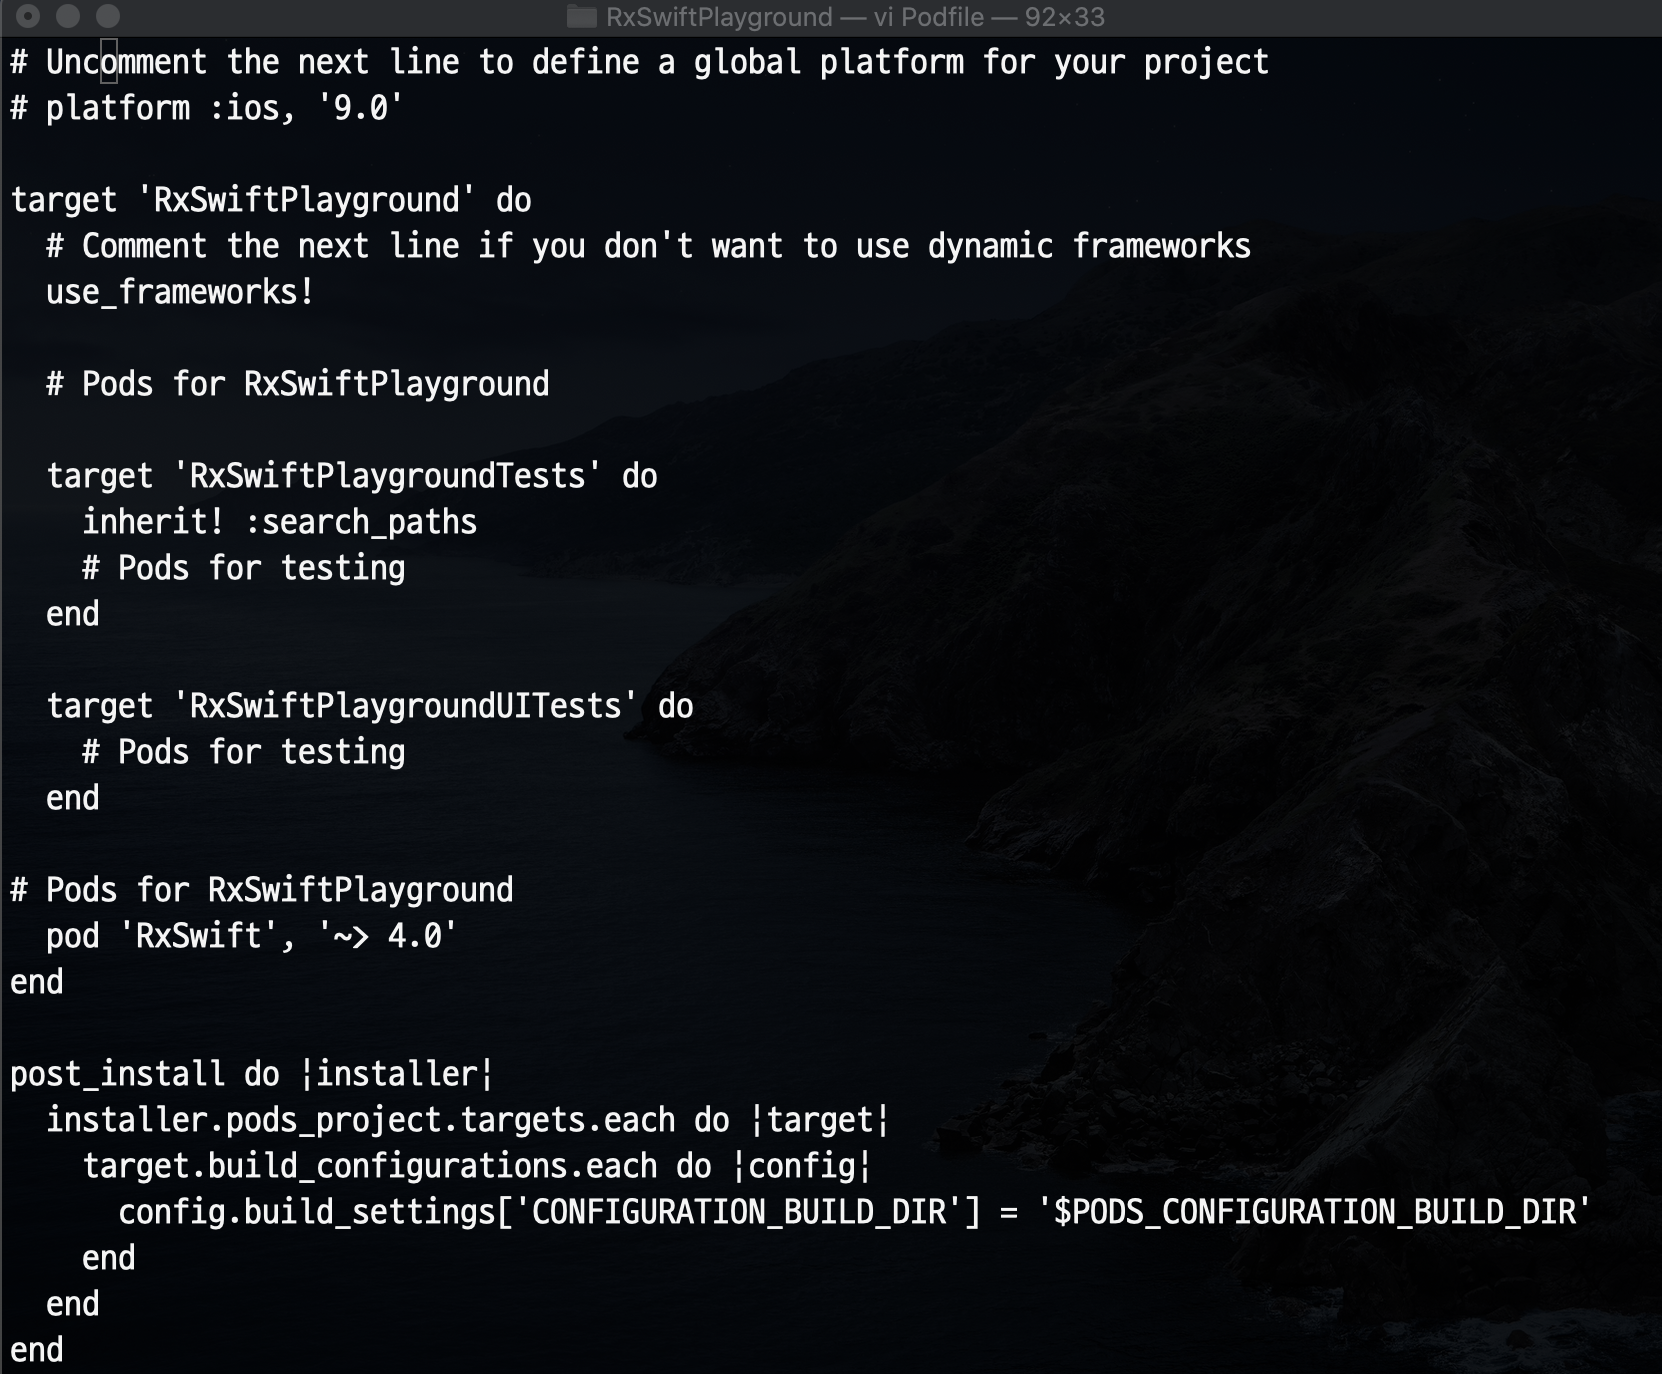 RxSwiftPlayground — vi Podfile — 92×33
# Uncomment the next line to define a global platform for your project
# platform :ios, '9.0'
target 'RxSwiftPlayground' do
  # Comment the next line if you don't want to use dynamic frameworks
  use_frameworks!
  # Pods for RxSwiftPlayground
  target 'RxSwiftPlaygroundTests' do
    inherit! :search_paths
    # Pods for testing
  end
  target 'RxSwiftPlaygroundUITests' do
    # Pods for testing
  end
# Pods for RxSwiftPlayground
  pod 'RxSwift', '~> 4.0'
end
post_install do |installer|
  installer.pods_project.targets.each do |target|
    target.build_configurations.each do |config|
      config.build_settings['CONFIGURATION_BUILD_DIR'] = '$PODS_CONFIGURATION_BUILD_DIR'
    end
  end
end